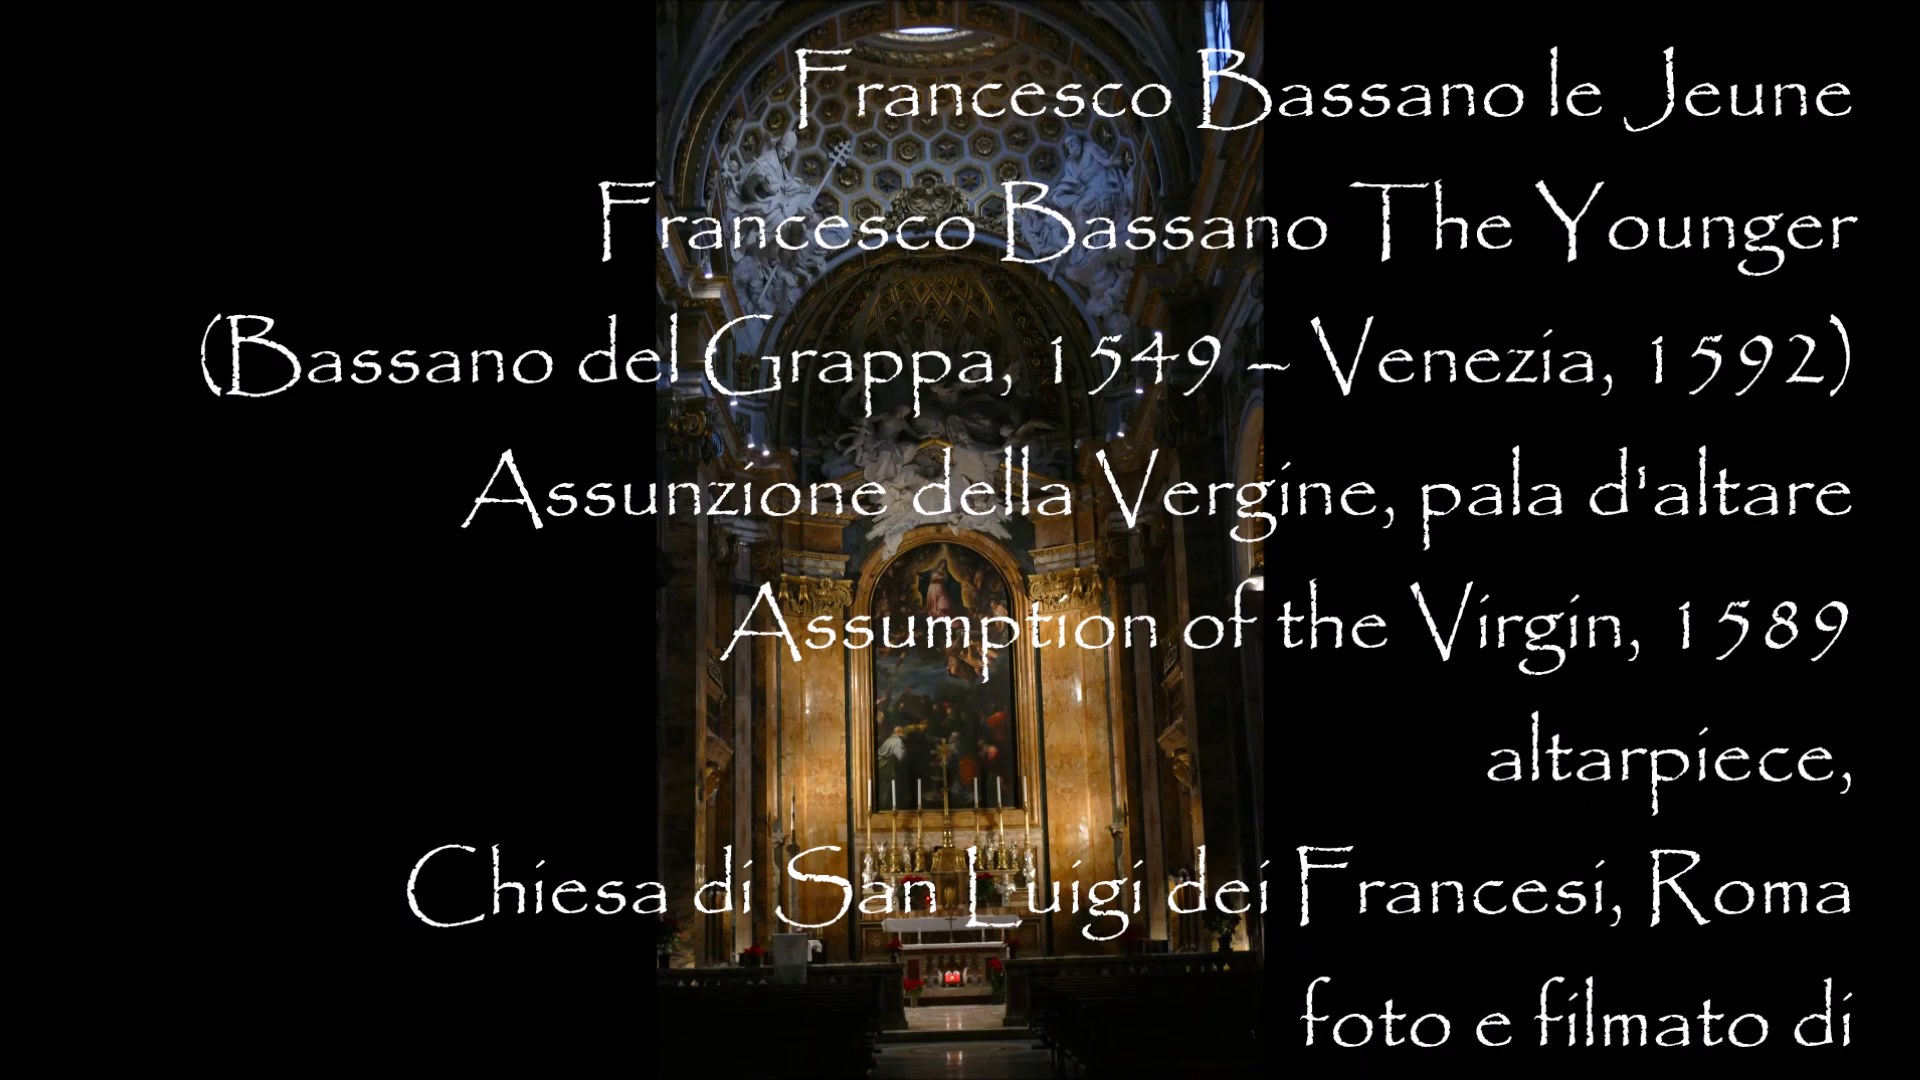 Francesco Bassano le Jeune
Francesco Bassano The Younger
(Bassano del Grappa, 1549 – Venezia, 1592)
Assunzione della Vergine, pala d'altare
Assumption of the Virgin, 1589
altarpiece,
Chiesa di San Luigi dei Francesi, Roma
foto e filmato di